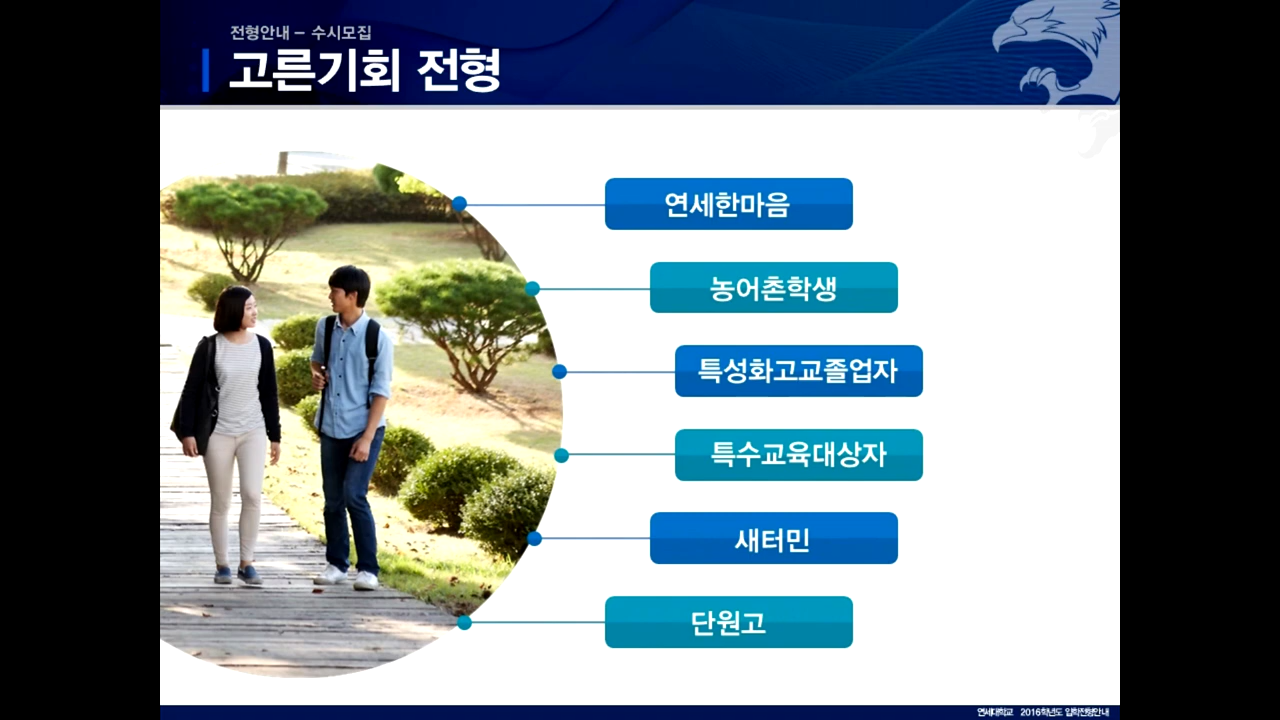 전형안내 – 수시모집
고른기회 전형
연세한마음
농어촌학생
특성화고교졸업자
특수교육대상자
새터민
단원고
연세대학교 2016학년도 입학전형안내